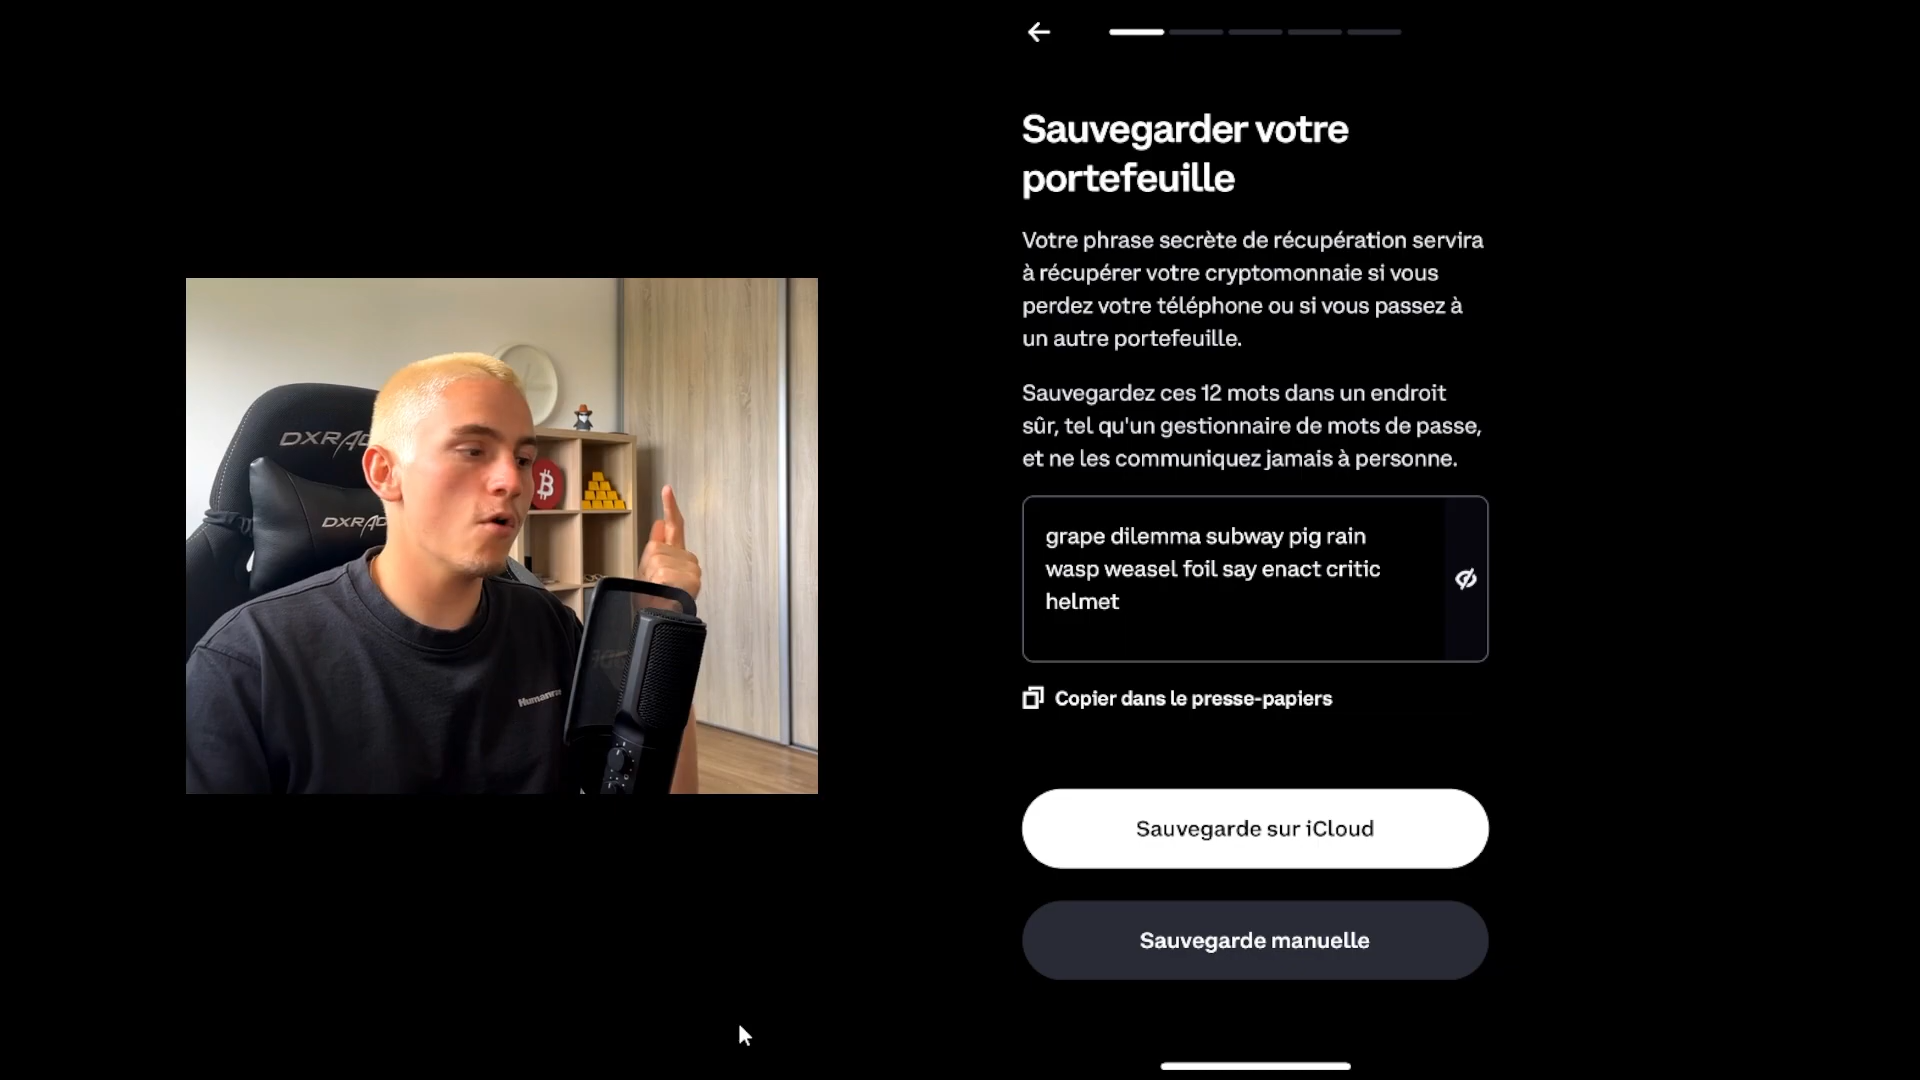 Sauvegarder votre
portefeuille
Votre phrase secrète de récupération servira
à récupérer votre cryptomonnaie si vous
perdez votre téléphone ou si vous passez à
un autre portefeuille.
Sauvegardez ces 12 mots dans un endroit
sûr, tel qu'un gestionnaire de mots de passe,
et ne les communiquez jamais à personne.
grape dilemma subway pig rain
wasp weasel foil say enact critic
helmet
Copier dans le presse-papiers
Sauvegarde sur iCloud
Sauvegarde manuelle